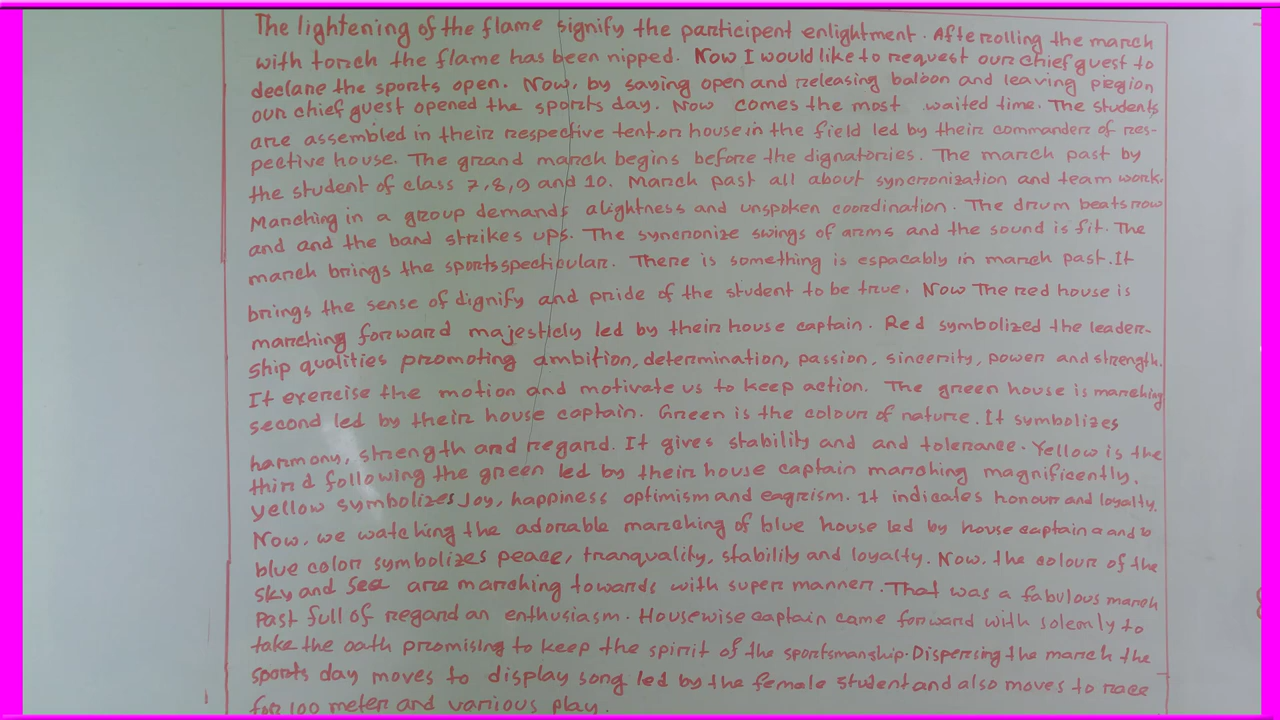 The lightening of the flame signify the participent enlightment. After rolling the march
with torch the flame has been nipped. Now I would like to request our chief guest to
declare the sports open. Now, by saying open and releasing baloon and leaving piegion
our chief guest opened the sports day. Now comes the most waited time. The students
are assembled in their respective tent or house in the field led by their commander of res-
pective house. The grand march begins before the dignatories. The march past by
the student of class 7,8,9 and 10. March past all about syncronization and team work.
Marching in a group demands alightness and unspoken coordination. The drum beats now
and and the band strikes ups. The syncronize swings of arms and the sound is fit. The
march brings the sports specticular. There is something is espacably in march past. It
brings the sense of dignify and pride of the student to be true. Now The red house is
marching forward majesticly led by their house captain. Red symbolized the leader-
ship qualities promoting ambition, determination, passion, sincerity, power and strength.
It exercise the motion and motivate us to keep action. The green house is marching
second led by their house captain. Green is the colour of nature. It symbolizes
harmony, strength and regard. It gives stability and and tolerance. Yellow is the
third following the green led by their house captain marching magnificently.
yellow symbolizes Joy, happiness optimism and eagrism. It indicates honour and loyalty.
Now, we watching the adorable marching of blue house led by house captain a and b
blue color symbolizes peace, tranquality, stability and loyalty. Now, the colour of the
sky and sea are marching towards with super manner. That was a fabulous march
Past full of regard an enthusiasm. Housewise captain came forward with solemly to
take the oath promising to keep the spirit of the sportsmanship. Dispersing the march the
sports day moves to display song led by the female student and also moves to race
for 100 meter and various play.